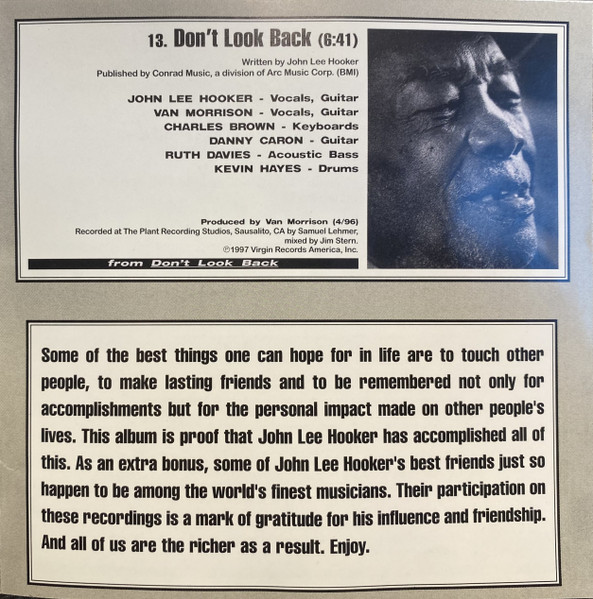 13. Don't Look Back (6:41)
Written by John Lee Hooker
Published by Conrad Music, a division of Arc Music Corp. (BMI)
JOHN LEE HOOKER - Vocals, Guitar
VAN MORRISON - Vocals, Guitar
CHARLES BROWN - Keyboards
DANNY CARON - Guitar
RUTH DAVIES - Acoustic Bass
KEVIN HAYES - Drums
Produced by Van Morrison (4/96)
Recorded at The Plant Recording Studios, Sausalito, CA by Samuel Lehmer,
mixed by Jim Stern.
℗1997 Virgin Records America, Inc.
from Don't Look Back
Some of the best things one can hope for in life are to touch other
people, to make lasting friends and to be remembered not only for
accomplishments but for the personal impact made on other people's
lives. This album is proof that John Lee Hooker has accomplished all of
this. As an extra bonus, some of John Lee Hooker's best friends just so
happen to be among the world's finest musicians. Their participation on
these recordings is a mark of gratitude for his influence and friendship.
And all of us are the richer as a result. Enjoy.